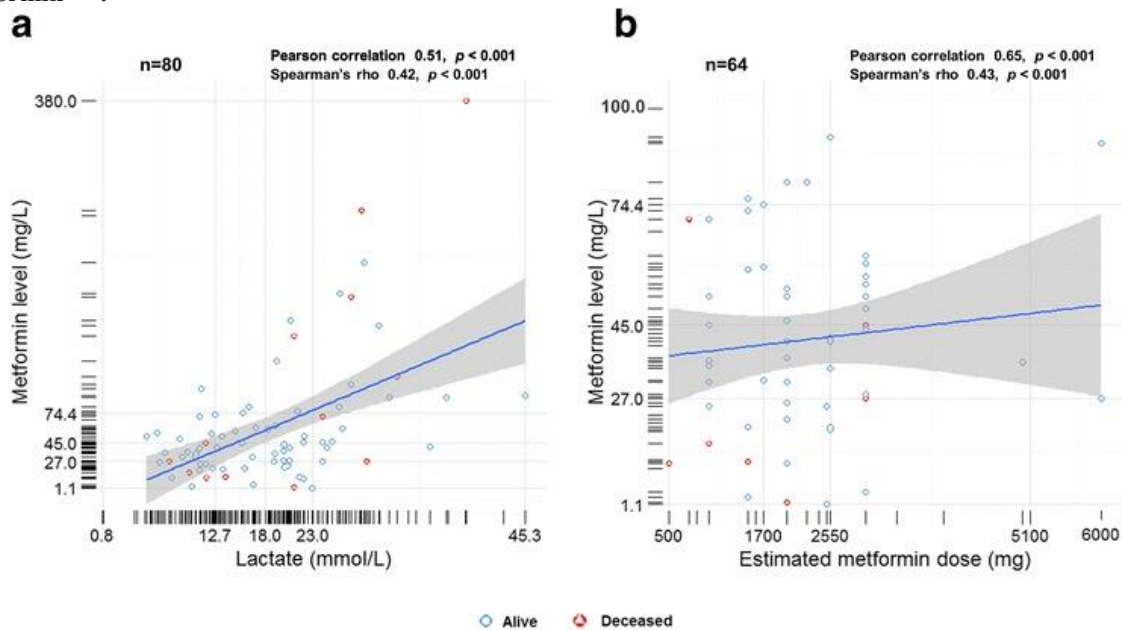 a
n=80
Pearson correlation 0.51, p < 0.001
Spearman's rho 0.42, p < 0.001
Metformin level (mg/L)
380.0
74.4
45.0
27.0
1.1
0.8 12.7 18.0 23.0 45.3
Lactate (mmol/L)
b
n=64
Pearson correlation 0.65, p < 0.001
Spearman's rho 0.43, p < 0.001
Metformin level (mg/L)
100.0
74.4
45.0
27.0
1.1
500 1700 2550 5100 6000
Estimated metformin dose (mg)
Alive Deceased